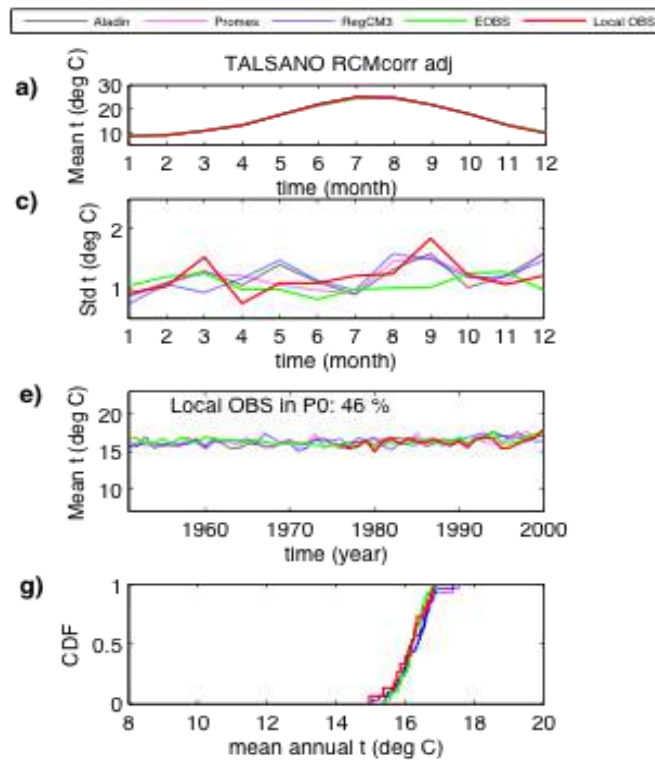 Aladin Promes RegCM3 EOBS Local OBS
TALSANO RCMcorr adj
a)
Mean t (deg C)
30
20
10
1 2 3 4 5 6 7 8 9 10 11 12
time (month)
c)
Std t (deg C)
2
1
1 2 3 4 5 6 7 8 9 10 11 12
time (month)
e)
Local OBS in P0: 46 %
Mean t (deg C)
20
15
10
1960 1970 1980 1990 2000
time (year)
g)
CDF
1
0.5
0
8 10 12 14 16 18 20
mean annual t (deg C)